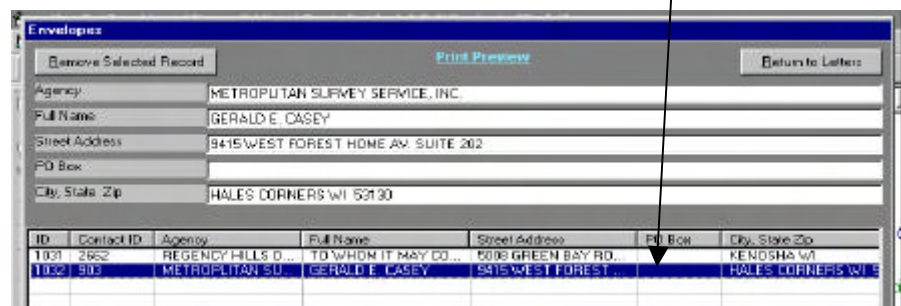 Envelopes
Remove Selected Record Print Preview Return to Letters
Agency METROPLITAN SURVEY SERVICE, INC.
Full Name GERALD E. CASEY
Street Address 9415 WEST FOREST HOME AV. SUITE 202
PO Box
City, State Zip HALES CORNERS WI 53130
ID Contact ID Agency Full Name Street Address PO Box City, State Zip
1031 2662 REGENCY HILLS D... TO WHOM IT MAY CO... 5008 GREEN BAY RO... KENOSHA WI
1032 903 METROPLITAN SU... GERALD E. CASEY 9415 WEST FOREST ... HALES CORNERS WI 5